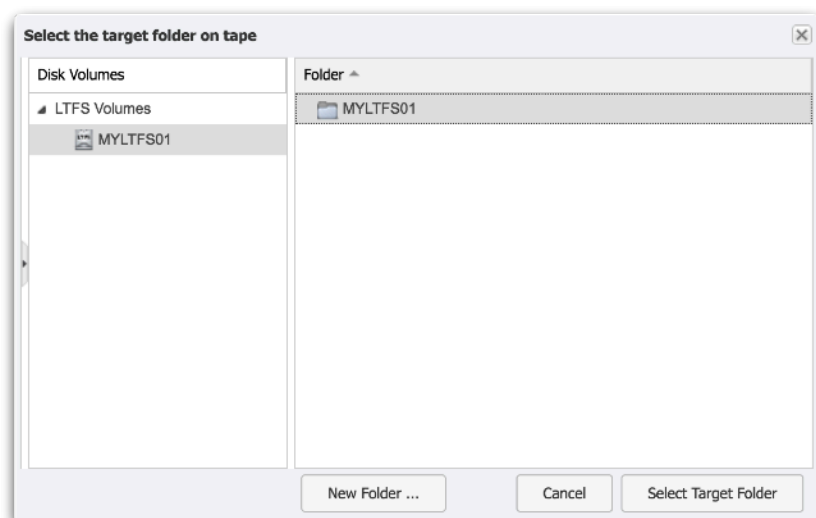 Select the target folder on tape
Disk Volumes
Folder
LTFS Volumes
MYLTFS01
MYLTFS01
New Folder ...
Cancel
Select Target Folder